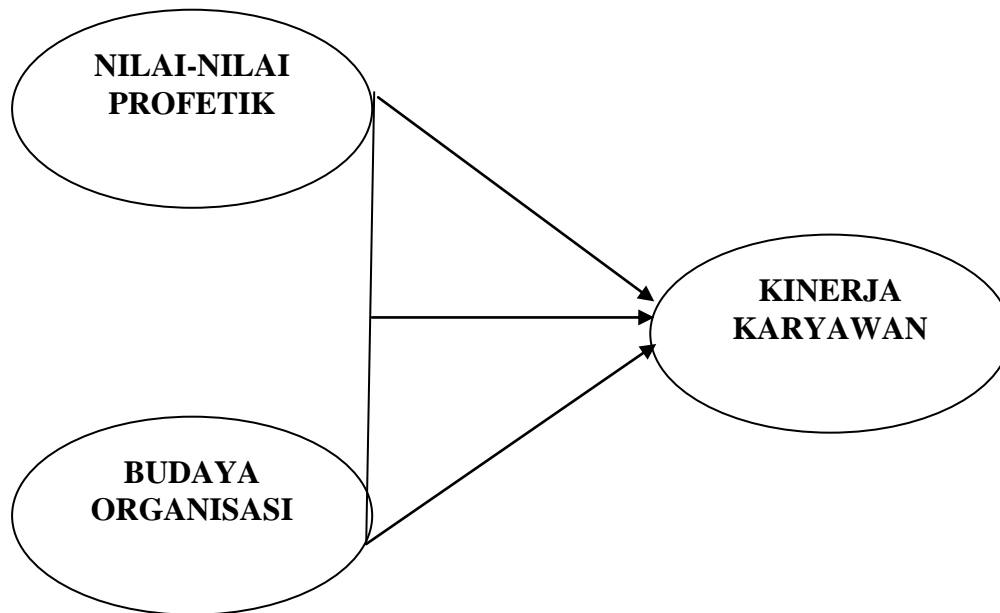 NILAI-NILAI
PROFETIK
KINERJA
KARYAWAN
BUDAYA
ORGANISASI